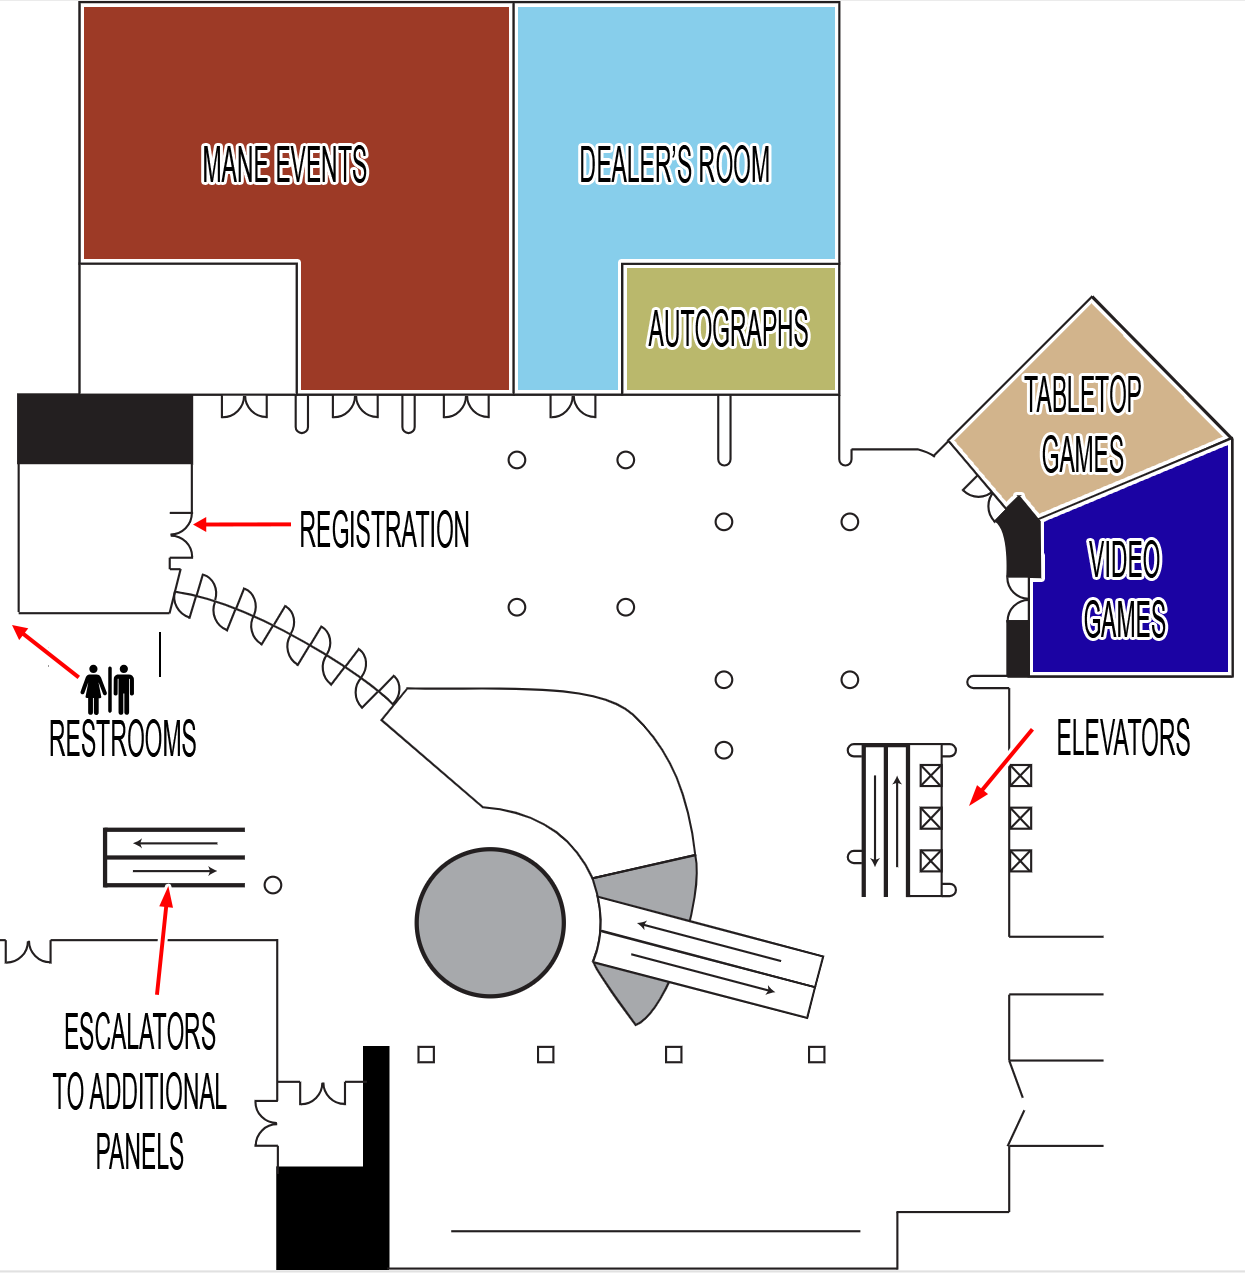 MANE EVENTS
DEALER'S ROOM
AUTOGRAPHS
TABLETOP
GAMES
REGISTRATION
VIDEO
GAMES
RESTROOMS
ELEVATORS
ESCALATORS
TO ADDITIONAL
PANELS